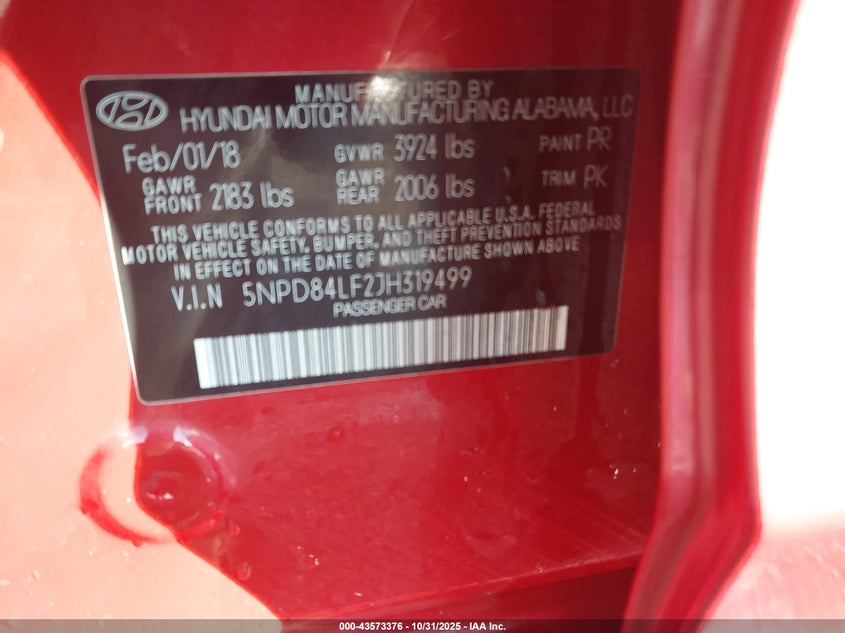 MANUFACTURED BY
HYUNDAI MOTOR MANUFACTURING ALABAMA, LLC
Feb/01/18 GVWR 3924 lbs PAINT PR
GAWR FRONT 2183 lbs GAWR REAR 2006 lbs TRIM PK
THIS VEHICLE CONFORMS TO ALL APPLICABLE U.S.A. FEDERAL
MOTOR VEHICLE SAFETY, BUMPER, AND THEFT PREVENTION STANDARDS
IN EFFECT ON THE DATE OF MANUFACTURE SHOWN ABOVE
V.I.N 5NPD84LF2JH319499
PASSENGER CAR
000-43573376 | 10/31/2025 - IAA Inc.